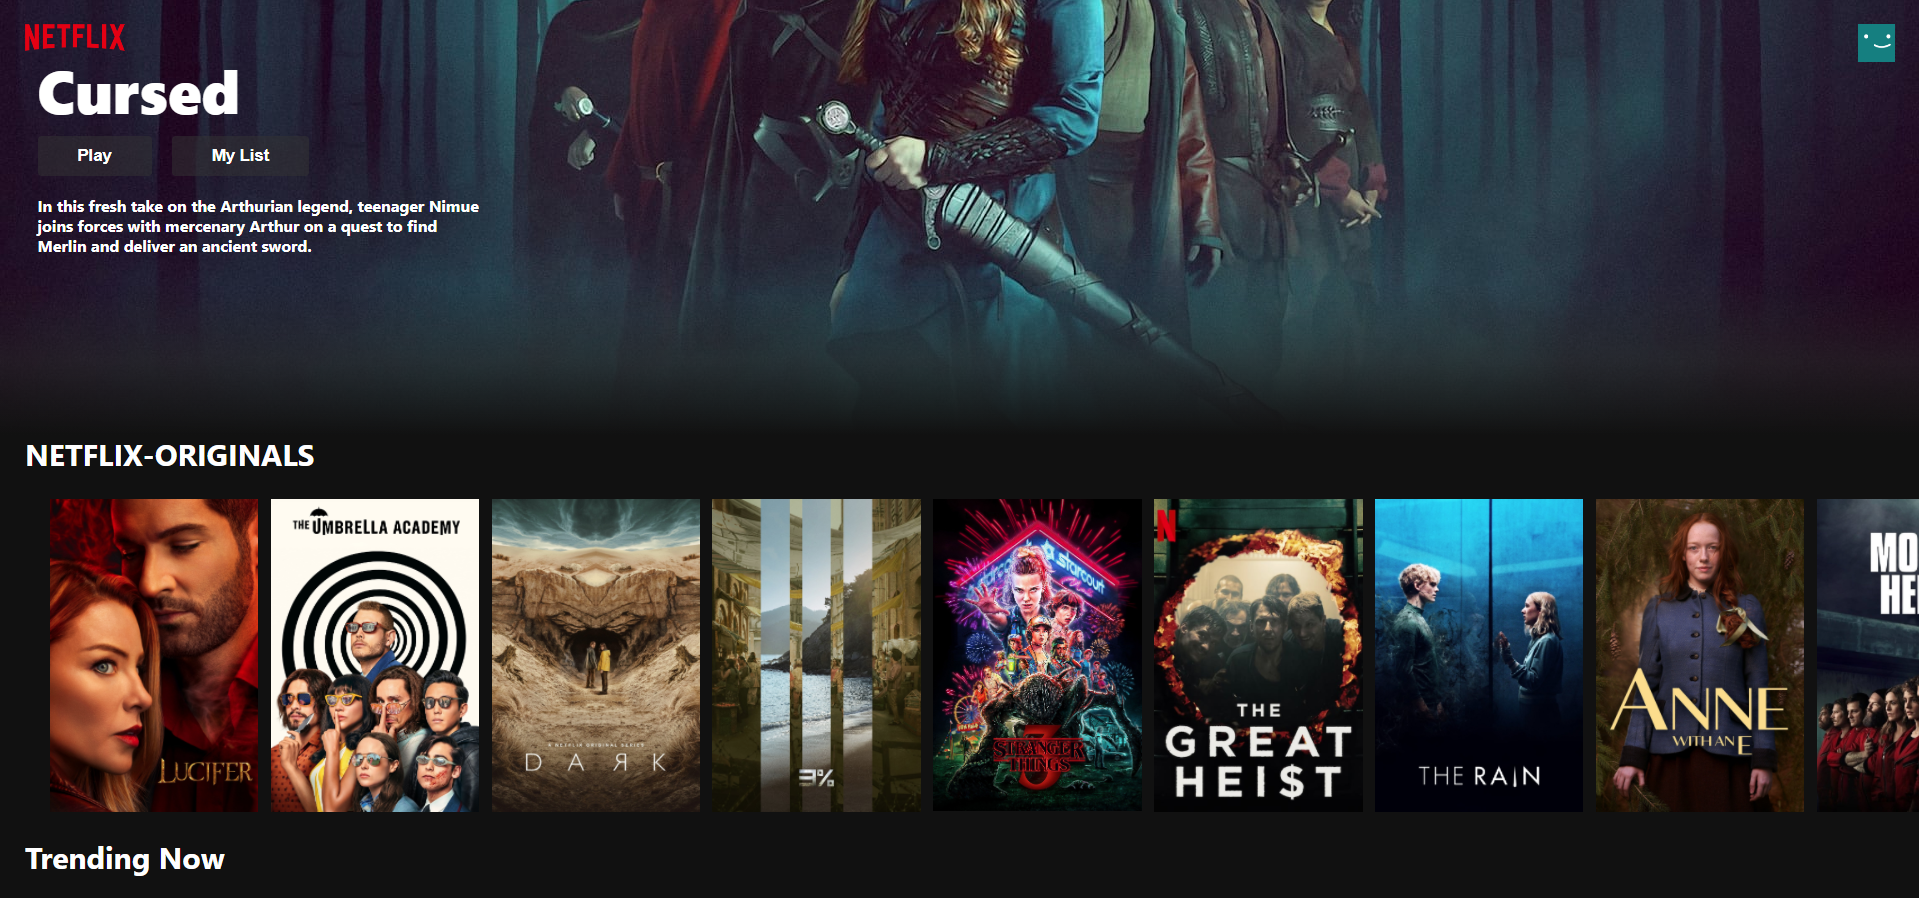 NETFLIX
Cursed
Play
My List
In this fresh take on the Arthurian legend, teenager Nimue
joins forces with mercenary Arthur on a quest to find
Merlin and deliver an ancient sword.
NETFLIX-ORIGINALS
LUCIFER
THE UMBRELLA ACADEMY
A NETFLIX ORIGINAL SERIES
DAЯK
3%
starcourt
STRANGER
THINGS
3
N
THE
GREAT
HEI$T
THE RAIN
ANNE
WITH AN E
MO
HE
Trending Now